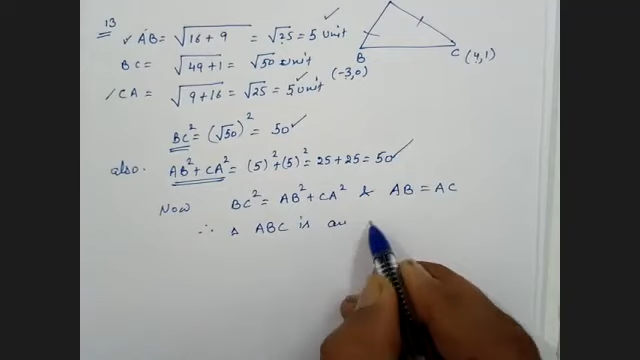 13
AB = √16 + 9 = √25 = 5 Unit
BC = √49 + 1 = √50 Unit
CA = √9 + 16 = √25 = 5 Unit
B
C (4,1)
(-3,0)
BC² = (√50)² = 50
also. AB² + CA² = (5)² + (5)² = 25 + 25 = 50
Now BC² = AB² + CA² & AB = AC
∴ △ ABC is an